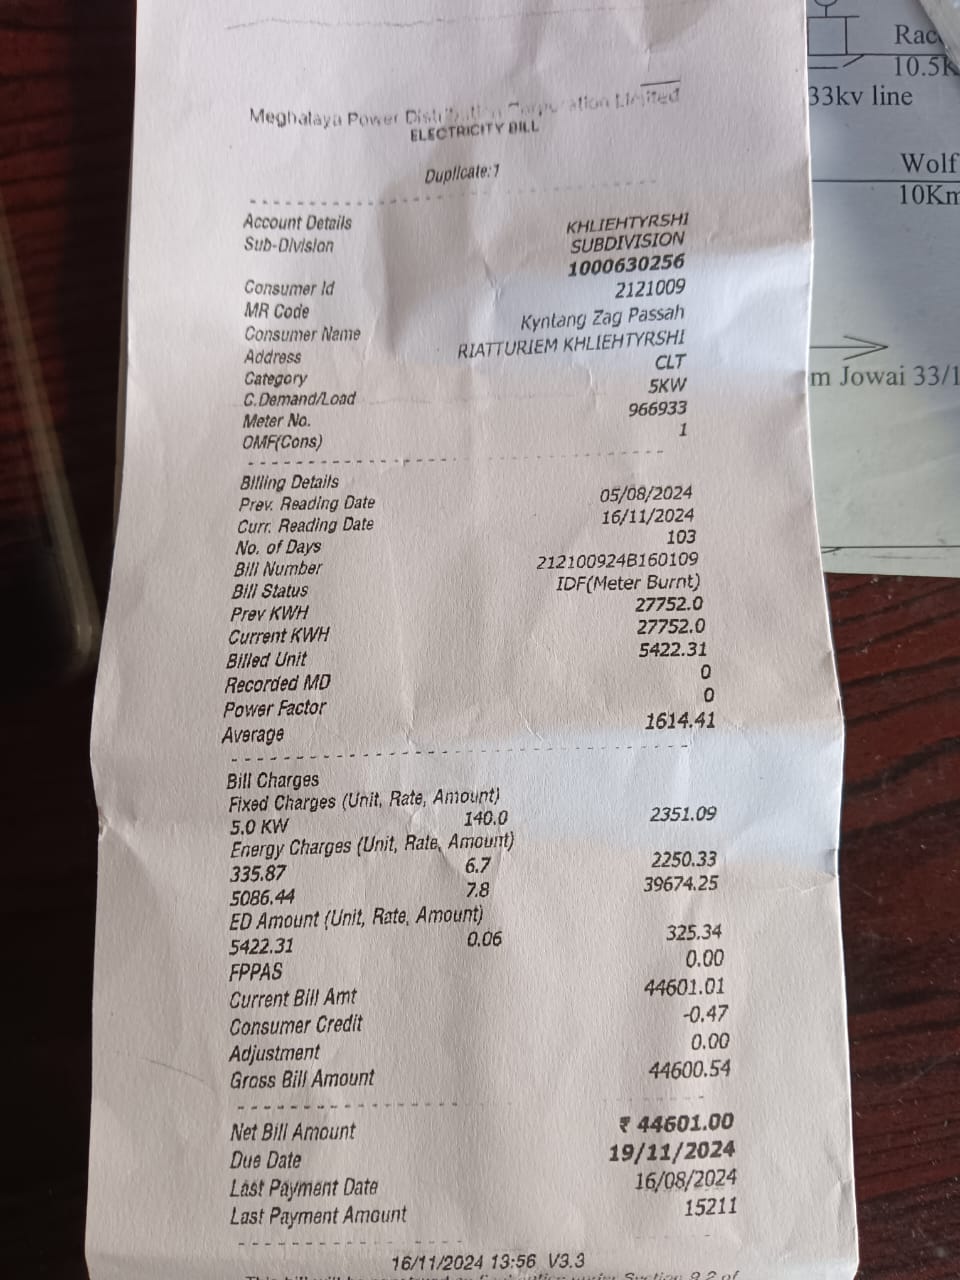 Meghalaya Power Distribution Corporation Limited
ELECTRICITY BILL
Duplicate:1
Account Details
Sub-Division KHLIEHTYRSHI SUBDIVISION
Consumer Id 1000630256
MR Code 2121009
Consumer Name Kyntang Zag Passah
Address RIATTURIEM KHLIEHTYRSHI
Category CLT
C.Demand/Load 5KW
Meter No. 966933
OMF(Cons) 1
Billing Details
Prev. Reading Date 05/08/2024
Curr. Reading Date 16/11/2024
No. of Days 103
Bill Number 212100924B160109
Bill Status IDF(Meter Burnt)
Prev KWH 27752.0
Current KWH 27752.0
Billed Unit 5422.31
Recorded MD 0
Power Factor 0
Average 1614.41
Bill Charges
Fixed Charges (Unit, Rate, Amount)
5.0 KW 140.0 2351.09
Energy Charges (Unit, Rate, Amount)
335.87 6.7 2250.33
5086.44 7.8 39674.25
ED Amount (Unit, Rate, Amount)
5422.31 0.06 325.34
FPPAS 0.00
Current Bill Amt 44601.01
Consumer Credit -0.47
Adjustment 0.00
Gross Bill Amount 44600.54
Net Bill Amount ₹ 44601.00
Due Date 19/11/2024
Last Payment Date 16/08/2024
Last Payment Amount 15211
16/11/2024 13:56 V3.3
10.5K
33kv line
Wolf
10Km
m Jowai 33/1